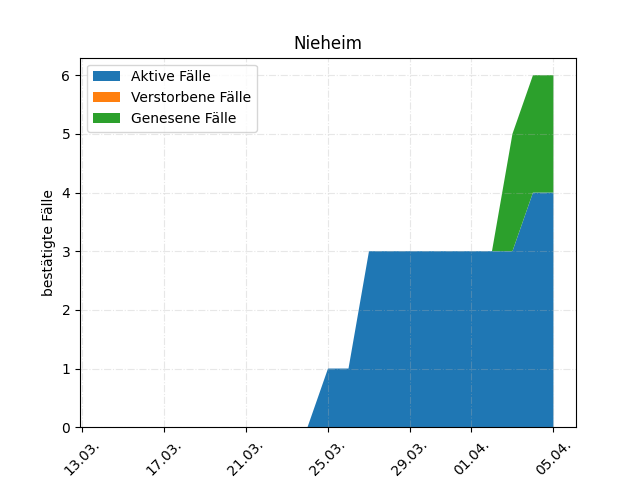 Nieheim
Aktive Fälle
Verstorbene Fälle
Genesene Fälle
bestätigte Fälle
6
5
4
3
2
1
0
13.03.
17.03.
21.03.
25.03.
29.03.
01.04.
05.04.